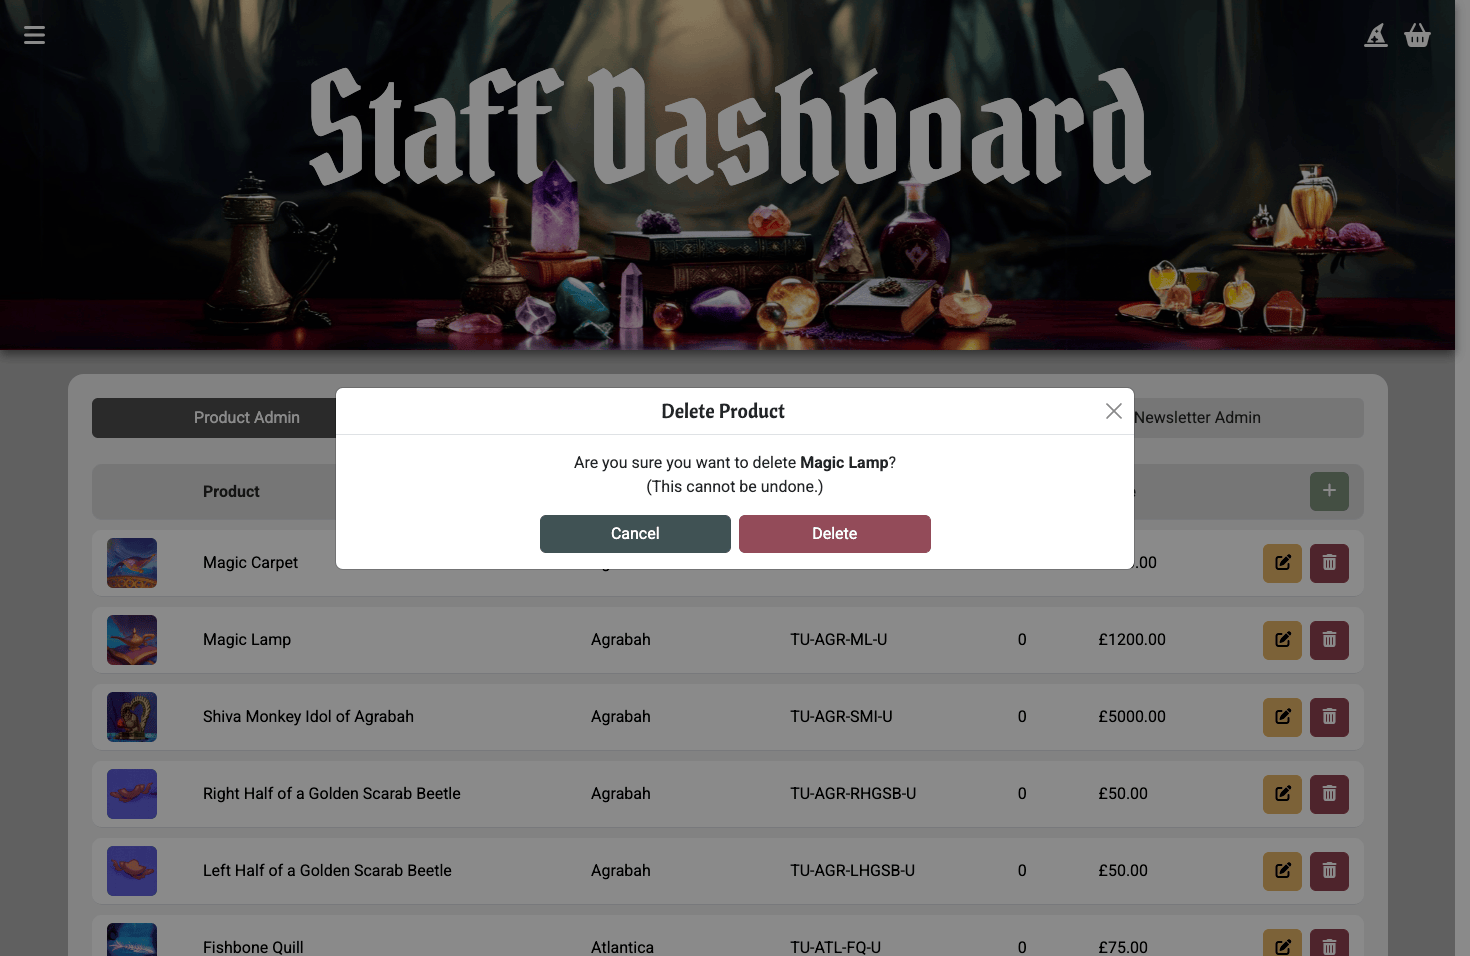 Staff Dashboard
Product Admin
Newsletter Admin
Delete Product
Are you sure you want to delete Magic Lamp?
(This cannot be undone.)
Cancel Delete
Product
Magic Carpet .00
Magic Lamp Agrabah TU-AGR-ML-U 0 £1200.00
Shiva Monkey Idol of Agrabah Agrabah TU-AGR-SMI-U 0 £5000.00
Right Half of a Golden Scarab Beetle Agrabah TU-AGR-RHGSB-U 0 £50.00
Left Half of a Golden Scarab Beetle Agrabah TU-AGR-LHGSB-U 0 £50.00
Fishbone Quill Atlantica TU-ATL-FQ-U 0 £75.00